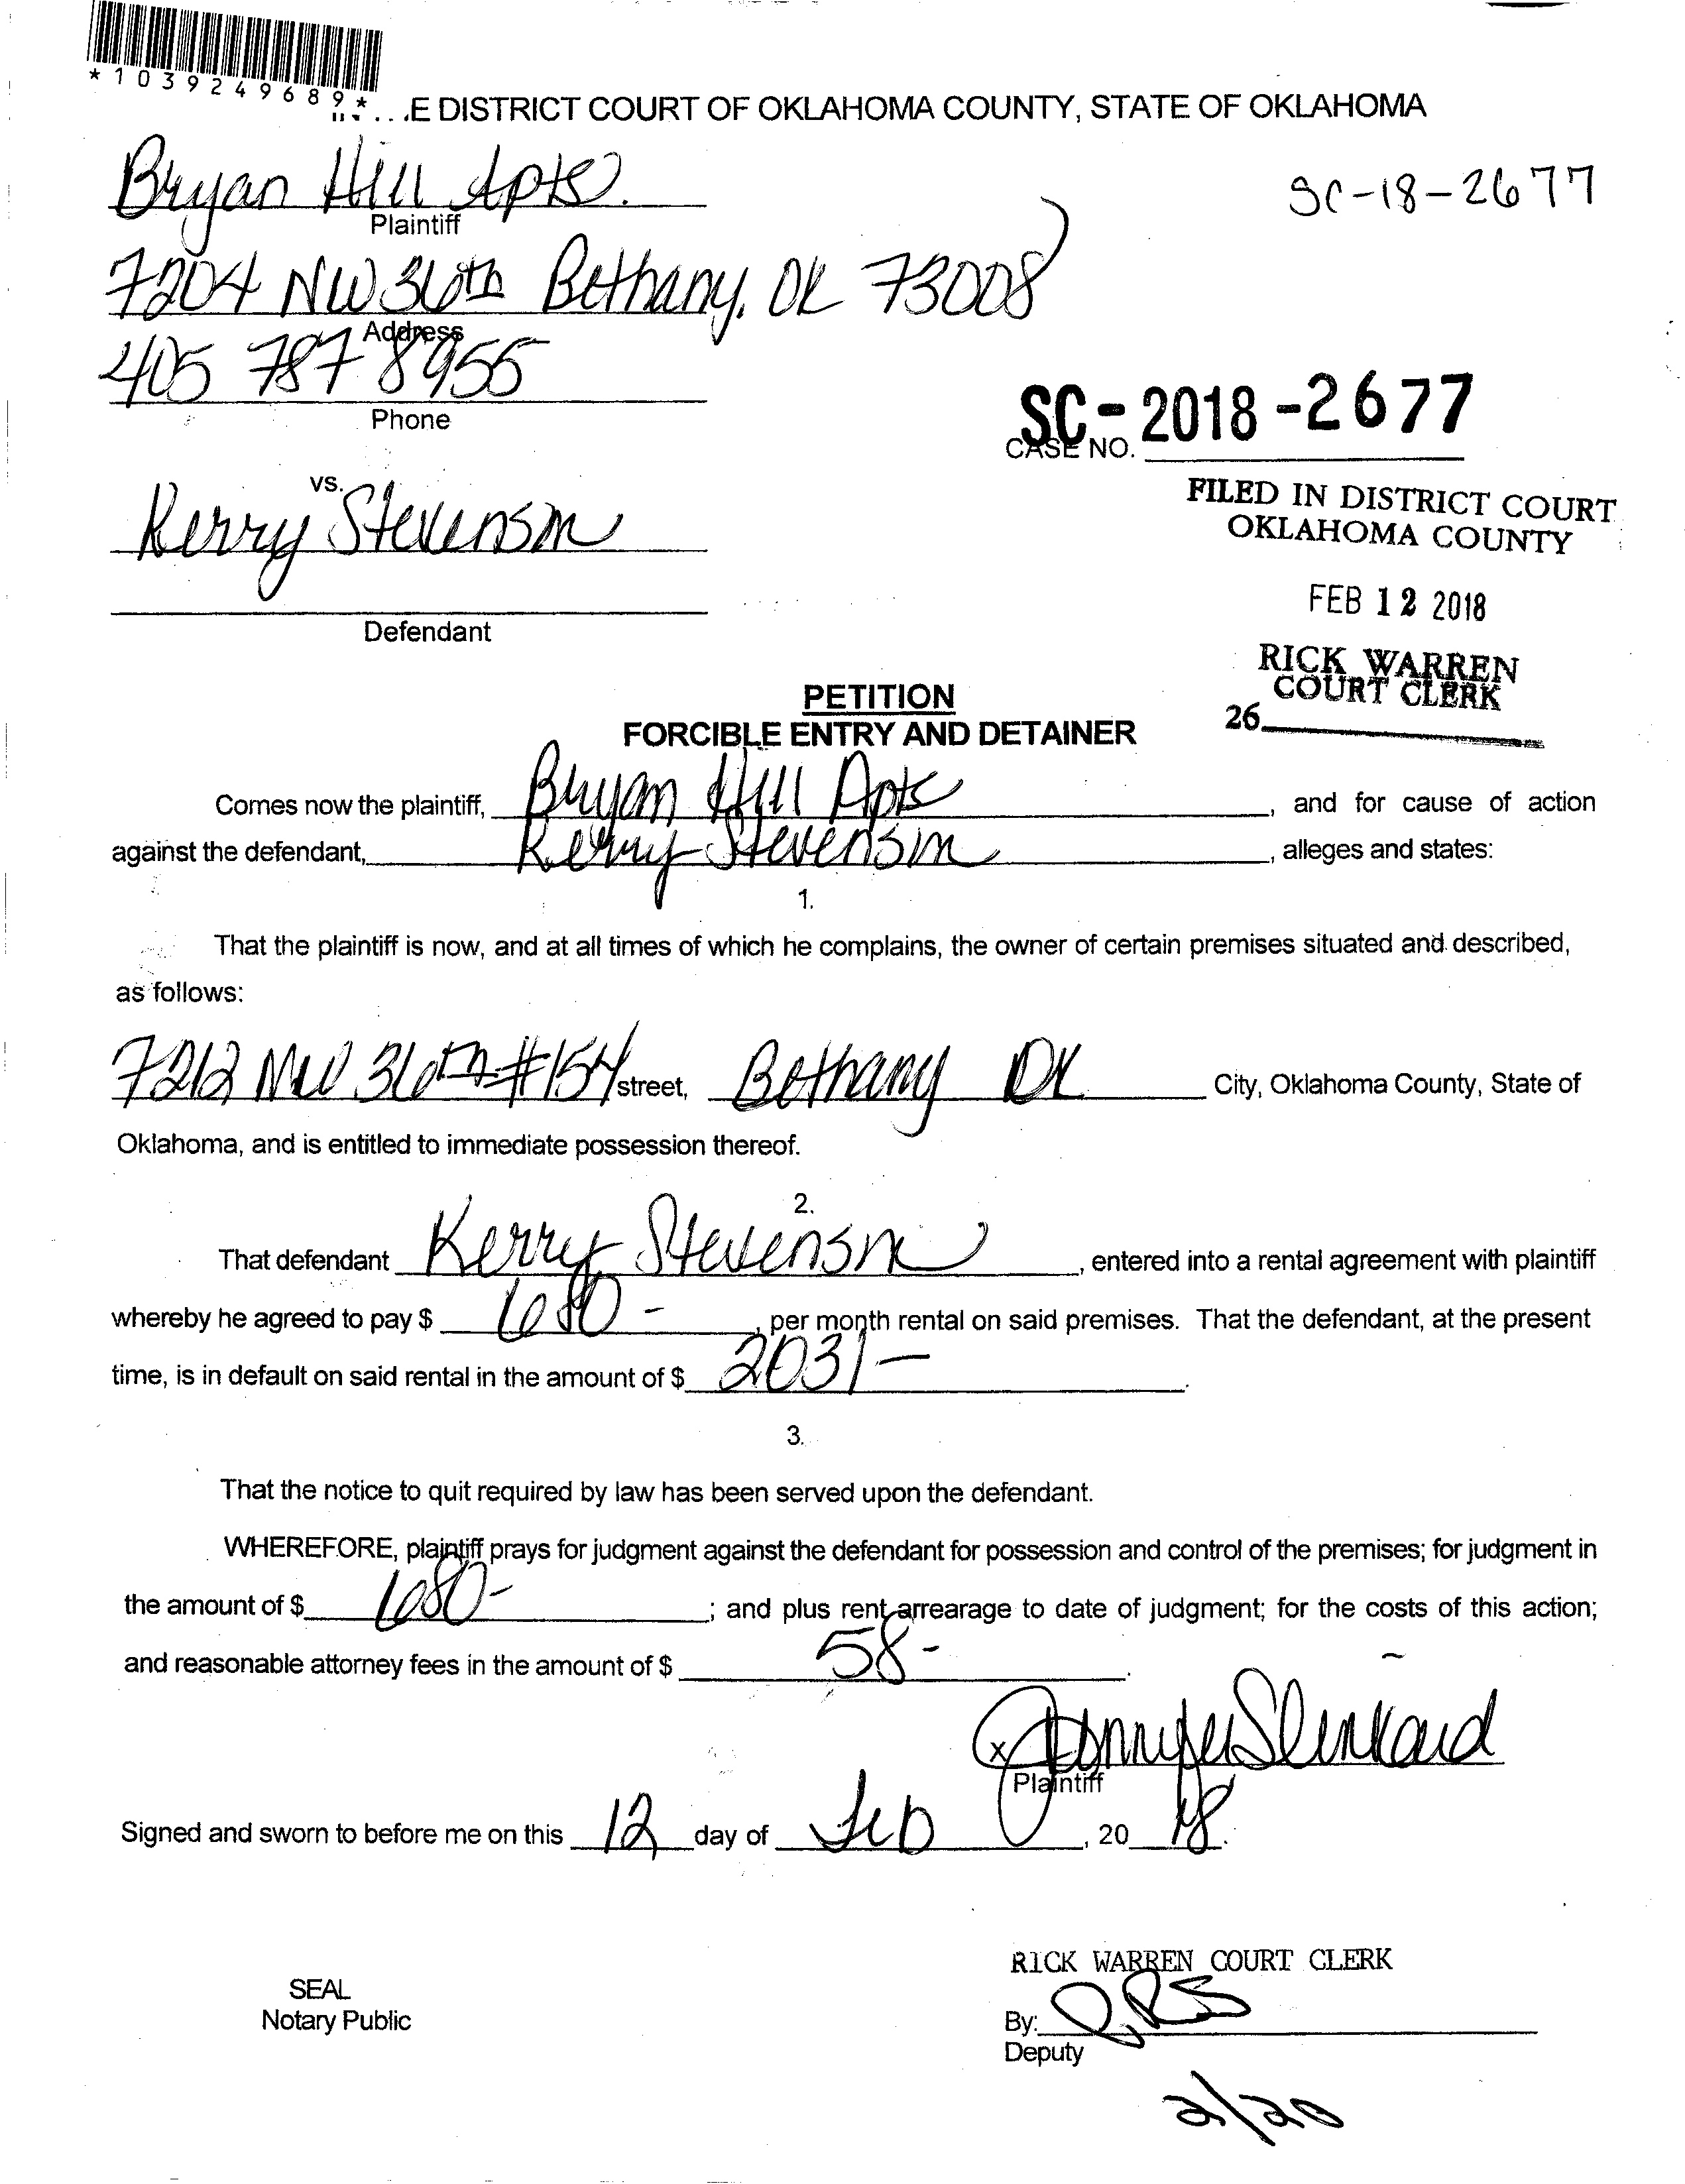 *1039249689*
.E DISTRICT COURT OF OKLAHOMA COUNTY, STATE OF OKLAHOMA
Bryan Hill Apts.
SC-18-2677
Plaintiff
7204 NW 36th Bethany, OK 73008
Address
405 787 8955
Phone
SC-2018-2677
CASE NO.
vs.
Kerry Stevenson
FILED IN DISTRICT COURT
OKLAHOMA COUNTY
FEB 12 2018
Defendant
RICK WARREN
COURT CLERK
26
PETITION
FORCIBLE ENTRY AND DETAINER
Comes now the plaintiff, Bryan Hill Apts, and for cause of action
against the defendant, Kerry Stevenson, alleges and states:
1.
That the plaintiff is now, and at all times of which he complains, the owner of certain premises situated and described,
as follows:
7212 NW 36th #154 street, Bethany OK City, Oklahoma County, State of
Oklahoma, and is entitled to immediate possession thereof.
2.
That defendant Kerry Stevenson, entered into a rental agreement with plaintiff
whereby he agreed to pay $ 680-, per month rental on said premises. That the defendant, at the present
time, is in default on said rental in the amount of $ 2031-.
3.
That the notice to quit required by law has been served upon the defendant.
WHEREFORE, plaintiff prays for judgment against the defendant for possession and control of the premises; for judgment in
the amount of $ 680-; and plus rent arrearage to date of judgment; for the costs of this action;
and reasonable attorney fees in the amount of $ 58-.
x Jennifer Slinkard
Plaintiff
Signed and sworn to before me on this 12 day of Feb, 20 18.
RICK WARREN COURT CLERK
SEAL
Notary Public
By:
Deputy
2/20